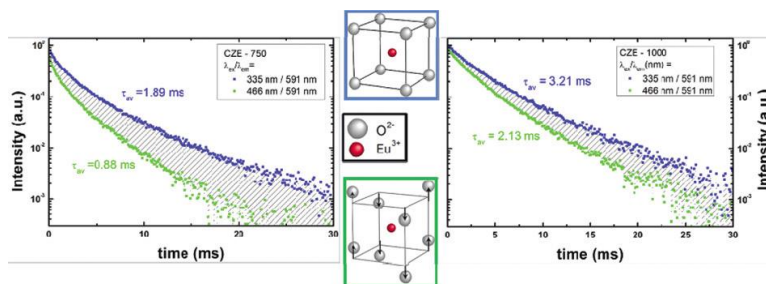 CZE - 750
λex/λem=
335 nm / 591 nm
466 nm / 591 nm
τav =1.89 ms
τav =0.88 ms
Intensity (a.u.)
10⁰
10⁻¹
10⁻²
10⁻³
0
10
20
30
time (ms)
O²⁻
Eu³⁺
CZE - 1000
λex/λem(nm)=
335 nm / 591 nm
466 nm / 591 nm
τav = 3.21 ms
τav = 2.13 ms
10⁰
10⁻¹
10⁻²
10⁻³
Intensity (a.u.)
0
5
10
15
20
25
30
time (ms)